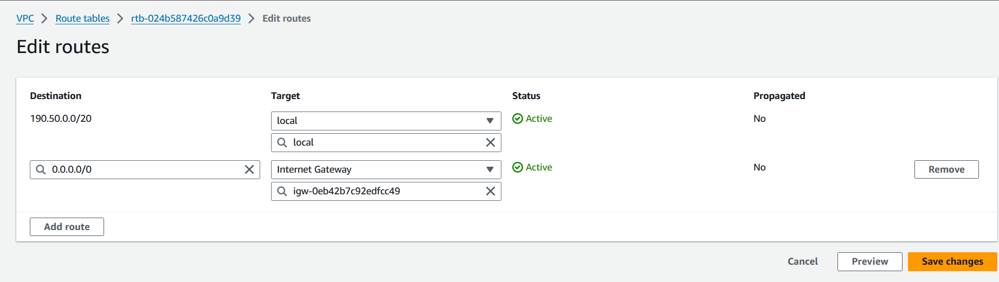 VPC > Route tables > rtb-024b587426c0a9d39 > Edit routes
Edit routes
Destination Target Status Propagated
190.50.0.0/20 local Active No
local
0.0.0.0/0 Internet Gateway Active No Remove
igw-0eb42b7c92edfcc49
Add route
Cancel Preview Save changes